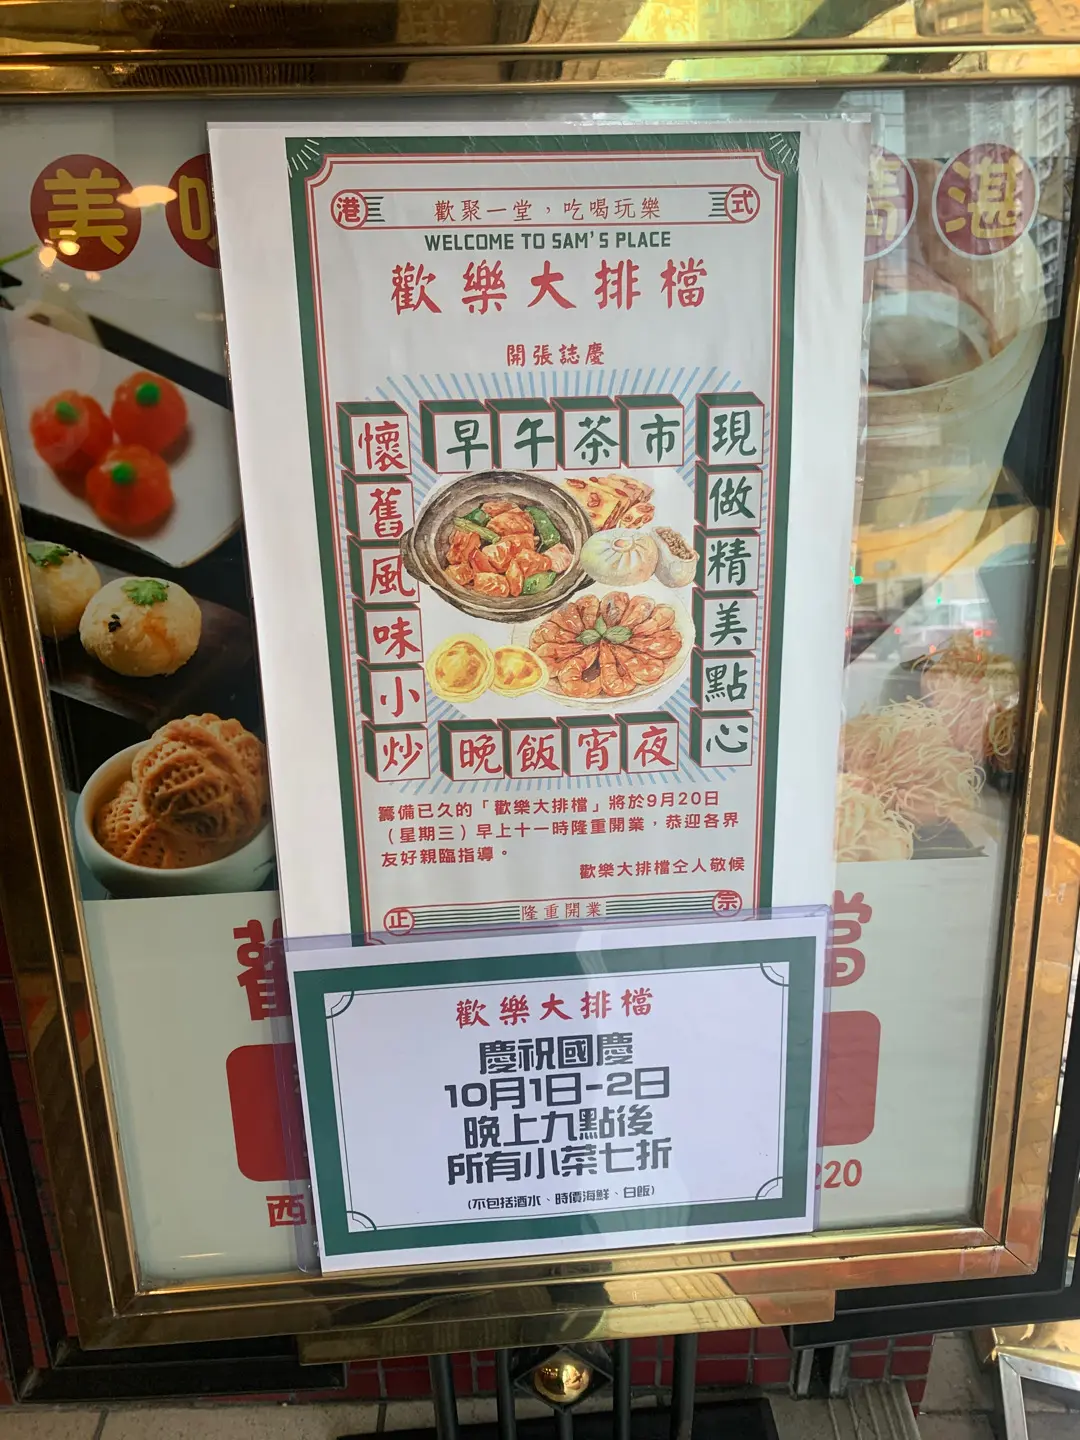 美
湛
港 歡聚一堂，吃喝玩樂 式
WELCOME TO SAM'S PLACE
歡樂大排檔
開張誌慶
早午茶市
懷舊風味小炒
現做精美點心
晚飯宵夜
籌備已久的「歡樂大排檔」將於9月20日
（星期三）早上十一時隆重開業，恭迎各界
友好親臨指導。
歡樂大排檔仝人敬候
正 隆重開業 宗
歡樂大排檔
慶祝國慶
10月1日-2日
晚上九點後
所有小菜七折
(不包括酒水、時價海鮮、白飯)
西
220